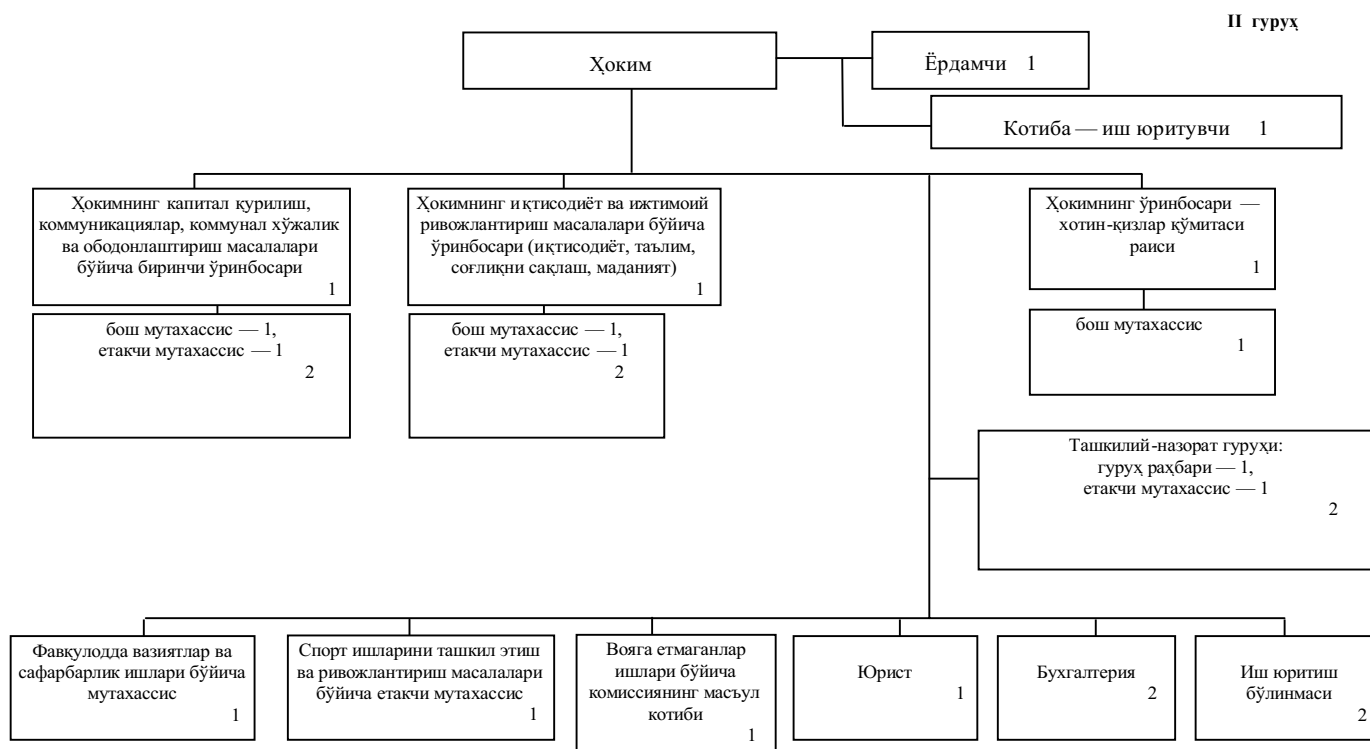 II гуруҳ
Ҳоким
Ёрдамчи 1
Котиба — иш юритувчи 1
Ҳокимнинг капитал қурилиш,
коммуникациялар, коммунал хўжалик
ва ободонлаштириш масалалари
бўйича биринчи ўринбосари
1
Ҳокимнинг иқтисодиёт ва ижтимоий
ривожлантириш масалалари бўйича
ўринбосари (иқтисодиёт, таълим,
соғлиқни сақлаш, маданият)
1
Ҳокимнинг ўринбосари —
хотин-қизлар қўмитаси
раиси
1
бош мутахассис — 1,
етакчи мутахассис — 1
2
бош мутахассис — 1,
етакчи мутахассис — 1
2
бош мутахассис
1
Ташкилий-назорат гуруҳи:
гуруҳ раҳбари — 1,
етакчи мутахассис — 1
2
Фавқулодда вазиятлар ва
сафарбарлик ишлари бўйича
мутахассис
1
Спорт ишларини ташкил этиш
ва ривожлантириш масалалари
бўйича етакчи мутахассис
1
Вояга етмаганлар
ишлари бўйича
комиссиянинг масъул
котиби
1
Юрист
1
Бухгалтерия
2
Иш юритиш
бўлинмаси
2